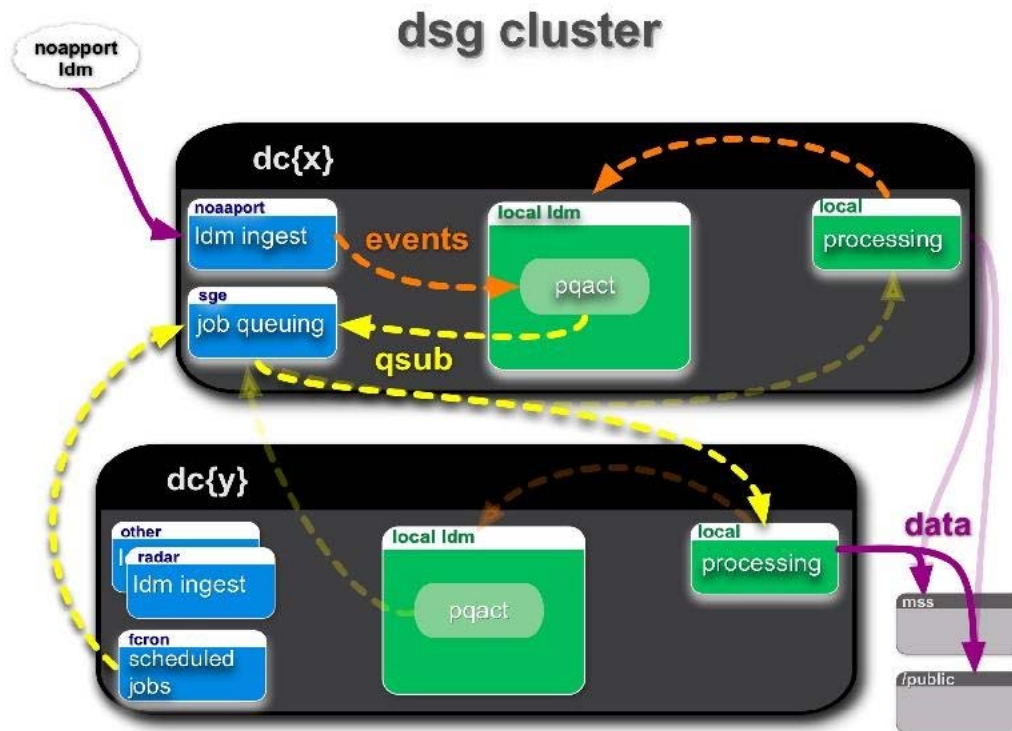 dsg cluster
noapport
ldm
dc{x}
noaaport
ldm ingest
events
local ldm
pqact
local
processing
sge
job queuing
qsub
dc{y}
other
radar
ldm ingest
local ldm
pqact
local
processing
data
fcron
scheduled
jobs
mss
/public